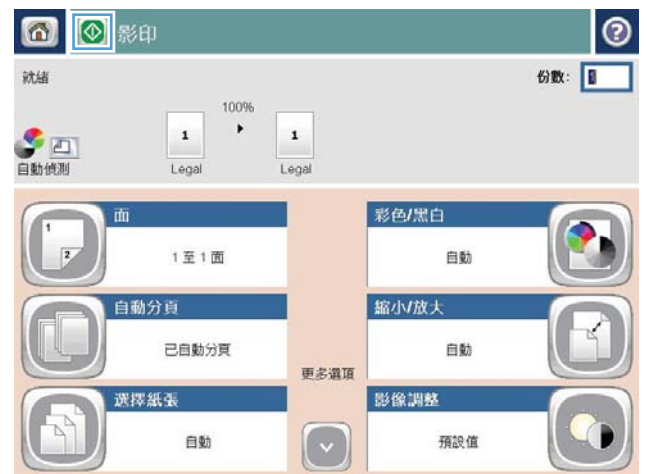 影印
就緒
份數: 1
100%
1
1
自動偵測
Legal
Legal
面
1 至 1 面
彩色/黑白
自動
自動分頁
已自動分頁
縮小/放大
自動
更多選項
選擇紙張
自動
影像調整
預設值
1
2